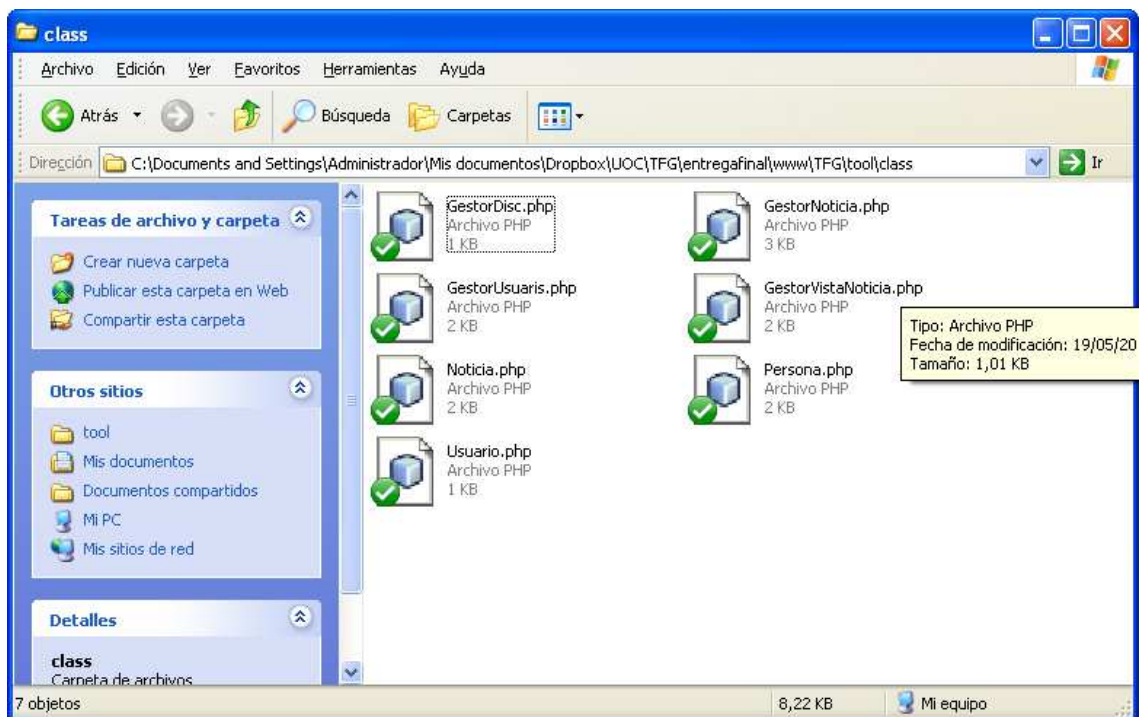 class
Archivo Edición Ver Favoritos Herramientas Ayuda
Atrás Búsqueda Carpetas
Dirección C:\Documents and Settings\Administrador\Mis documentos\Dropbox\UOC\TFG\entregafinal\www\TFG\tool\class Ir
Tareas de archivo y carpeta
Crear nueva carpeta
Publicar esta carpeta en Web
Compartir esta carpeta
Otros sitios
tool
Mis documentos
Documentos compartidos
Mi PC
Mis sitios de red
Detalles
class
Carpeta de archivos
GestorDisc.php
Archivo PHP
1 KB
GestorNoticia.php
Archivo PHP
3 KB
GestorUsuaris.php
Archivo PHP
2 KB
GestorVistaNoticia.php
Archivo PHP
2 KB
Tipo: Archivo PHP
Fecha de modificación: 19/05/20
Tamaño: 1,01 KB
Noticia.php
Archivo PHP
2 KB
Persona.php
Archivo PHP
2 KB
Usuario.php
Archivo PHP
1 KB
7 objetos 8,22 KB Mi equipo